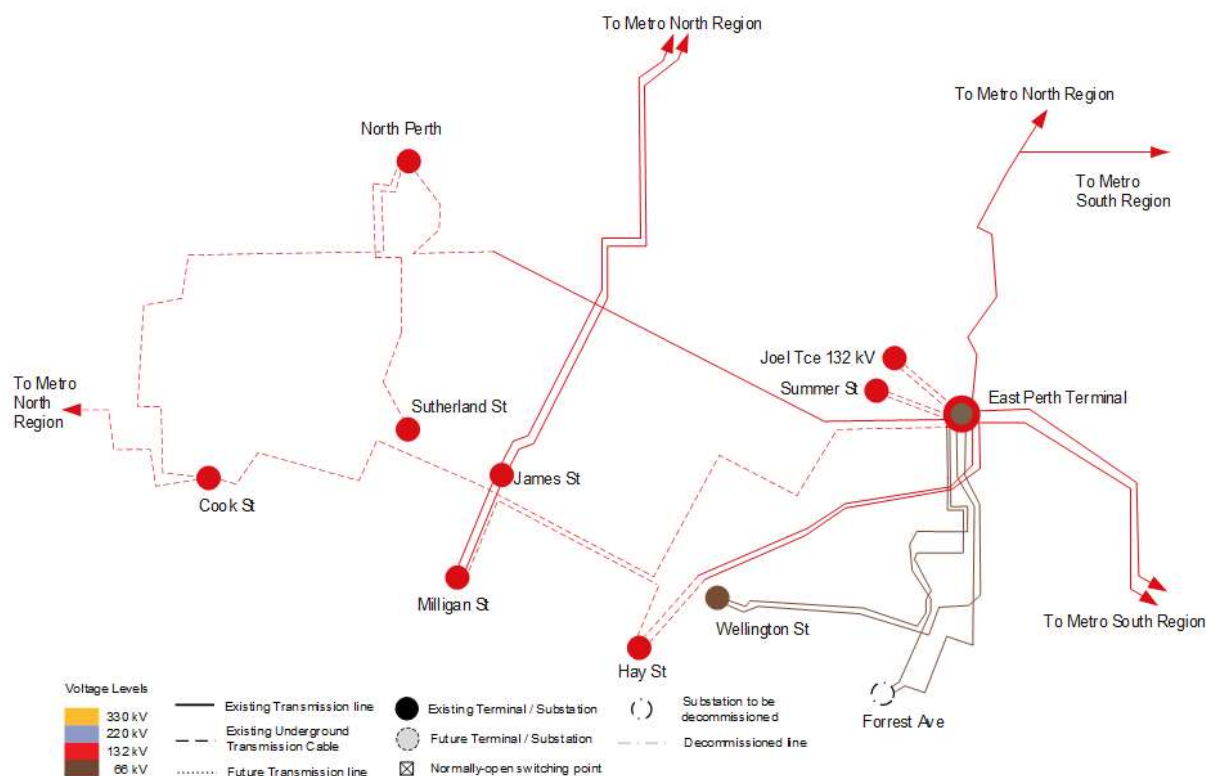 To Metro North Region
To Metro North Region
North Perth
To Metro
South Region
Joel Tce 132 kV
Summer St
East Perth Terminal
To Metro
North
Region
Sutherland St
James St
Cook St
Milligan St
Wellington St
To Metro South Region
Hay St
Forrest Ave
Voltage Levels
330 kV
220 kV
132 kV
66 kV
Existing Transmission line
Existing Underground
Transmission Cable
Future Transmission line
Existing Terminal / Substation
Future Terminal / Substation
Normally-open switching point
Substation to be
decommissioned
Decommissioned line